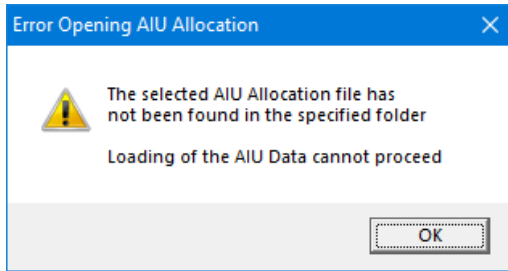 Error Opening AIU Allocation
The selected AIU Allocation file has
not been found in the specified folder
Loading of the AIU Data cannot proceed
OK